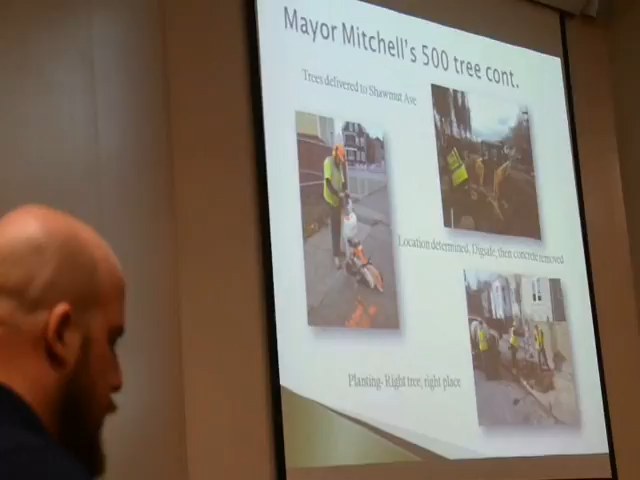 Mayor Mitchell's 500 tree cont.
Trees delivered to Shawmut Ave
Location determined. Digsafe, then concrete removed
Planting- Right tree, right place